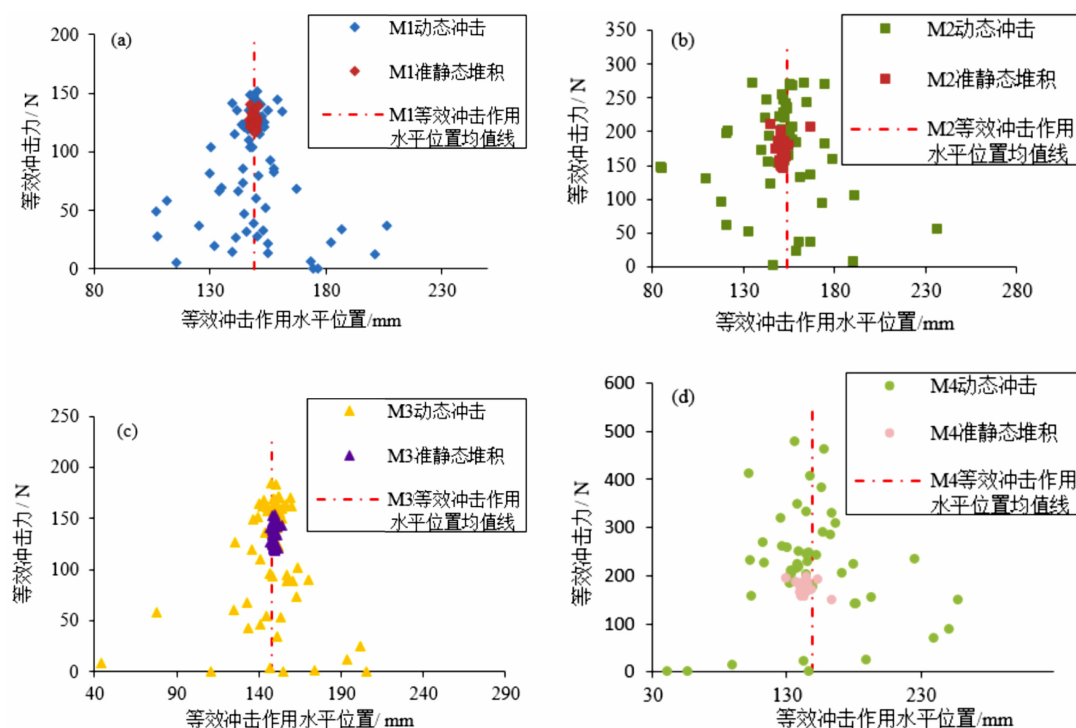 (a)
M1动态冲击
M1准静态堆积
M1等效冲击作用
水平位置均值线
等效冲击力/ N
200
150
100
50
0
80
130
180
230
等效冲击作用水平位置/mm
(b)
M2动态冲击
M2准静态堆积
M2等效冲击作用
水平位置均值线
等效冲击力/ N
350
300
250
200
150
100
50
0
80
130
180
230
280
等效冲击作用水平位置/mm
(c)
M3动态冲击
M3准静态堆积
M3等效冲击作用
水平位置均值线
等效冲击力/ N
250
200
150
100
50
0
40
90
140
190
240
290
等效冲击作用水平位置/ mm
(d)
M4动态冲击
M4准静态堆积
M4等效冲击作用
水平位置均值线
等效冲击力/ N
600
500
400
300
200
100
0
30
130
230
等效冲击作用水平位置/mm